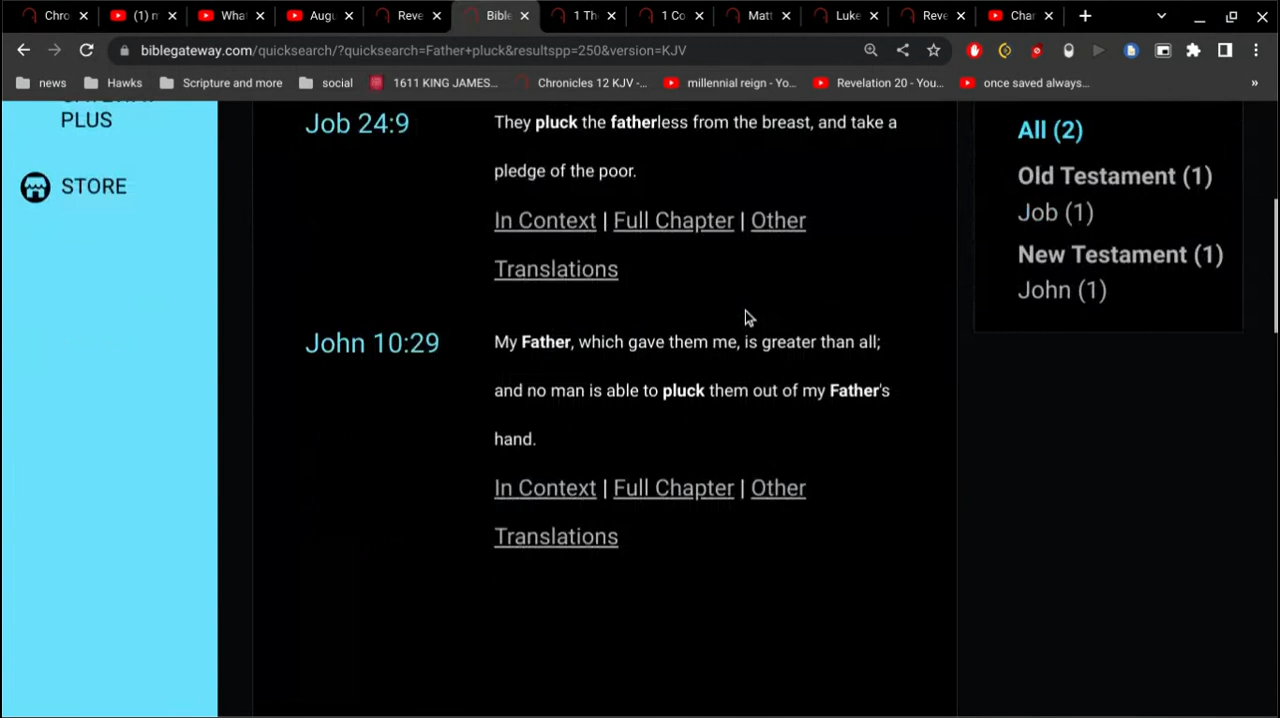 Chro
(1) n
What
Augu
Reve
Bible
1 Th
1 Co
Matt
Luke
Reve
Char
biblegateway.com/quicksearch/?quicksearch=Father+pluck&resultspp=250&version=KJV
news
Hawks
Scripture and more
social
1611 KING JAMES...
Chronicles 12 KJV -...
millennial reign - Yo...
Revelation 20 - You...
once saved always...
»
PLUS
STORE
Job 24:9
They pluck the fatherless from the breast, and take a
pledge of the poor.
In Context | Full Chapter | Other
Translations
John 10:29
My Father, which gave them me, is greater than all;
and no man is able to pluck them out of my Father's
hand.
In Context | Full Chapter | Other
Translations
All (2)
Old Testament (1)
Job (1)
New Testament (1)
John (1)